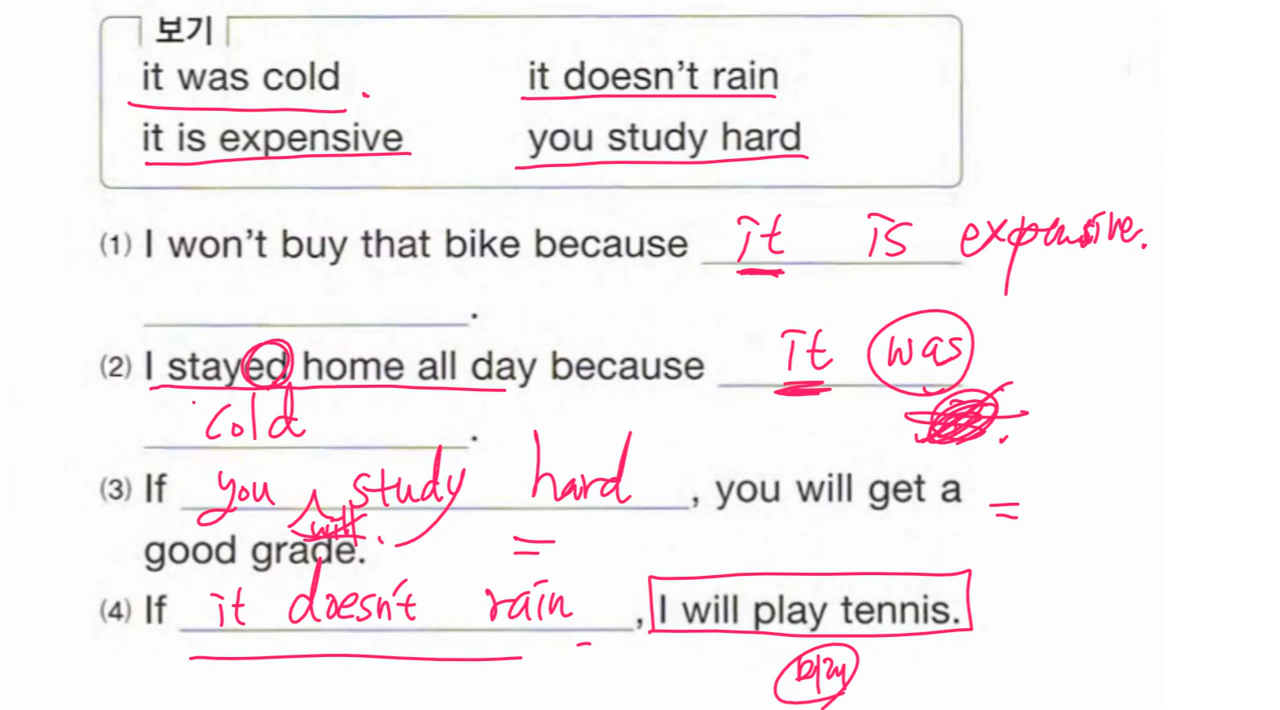 보기
it was cold . it doesn't rain
it is expensive you study hard
(1) I won't buy that bike because it is expensive.
.
(2) I stayed home all day because it was
cold .
(3) If you study hard , you will get a
will
good grade.
(4) If it doesn't rain , I will play tennis.
play